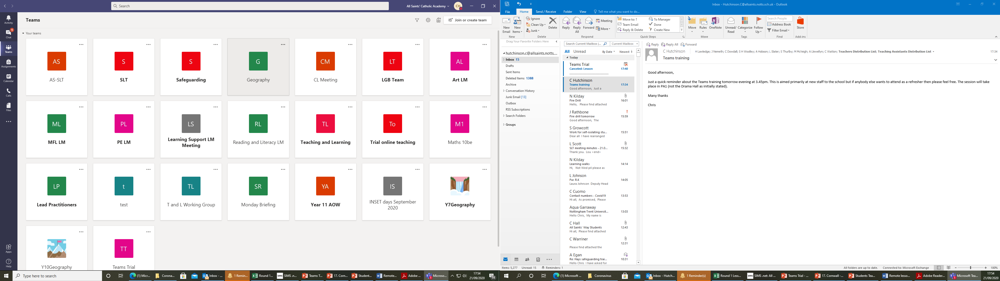 Search
All Saints' Catholic Academy
CH
Teams
Join or create team
Activity
Chat
1
Teams
Assignments
Calendar
Calls
Files
Apps
Help
Your teams
AS S S G CM LT AL
AS-SLT SLT Safeguarding Geography CL Meeting LGB Team Art LM
ML PL LS RL TL To M1
MFL LM PE LM Learning Support LM Meeting Reading and Literacy LM Teaching and Learning Trial online teaching Maths 10be
LP t TL SR YA IS
Lead Practitioners test T and L Working Group Monday Briefing Year 11 AOW INSET days September 2020 Y7Geography
TT
Y10Geography Teams Trial
Type here to search
(1) Micr... Corona... Inbox - ... 1 Remin... Round 1... SIMS .n... Teams T... 17. Corn... Student... Remote... Adobe ... Microso...
17:54
21/09/2020
38
Inbox - Hutchinson.C@allsaints.notts.sch.uk - Outlook
File Home Send / Receive Folder View Tell me what you want to do...
New Email New Items
New
Ignore
Clean Up
Junk
Delete
Delete
Reply Reply All Forward
Meeting
More
Respond
Move to: ? To Manager
Team Email Done
Reply & Delete Create New
Quick Steps
Move Rules OneNote
Move
Unread/ Read Categorize Follow Up
Tags
Search People
Address Book
Filter Email
Find
Store
Add-ins
Drag Your Favorite Folders Here
hutchinson.c@allsaints.notts....
Inbox 15
Drafts
Sent Items
Deleted Items 1388
Archive
Conversation History
Junk Email [13]
Outbox
RSS Subscriptions
Search Folders
Groups
Search Current Mailbox (... Current Mailbox
All Unread By Date Newest
Today
Teams Trial
Canceled: Lesson 17:40
C Hutchinson
Teams training 17:34
Good afternoon, Just a
N Kilday
Fire Drill 16:01
Hello, Please find attached
J Rathbone
Fire drill tomorrow 15:59
Good afternoon, The
S Growcott
Work for self-isolating stu... 15:51
Dear all I have rearranged
L Scott
SLT meeting minutes - 21.0... 15:32
Thank you. Lou <end>
N Kilday
Learning walks 14:14
Hi, Not Wed p4 please as
L Johnson
Fw: R.K 14:05
Laura Johnson Deputy Head
C Cuomo
Contact numbers - Covid19 13:53
Hi all, As promised, Please
Aqua Garraway
Nottingham Trent Universit... 13:03
Hello Chris, My name is
C Hall
All Saints' Way Students 12:43
Hi all, Please find attached
C Warriner
12:31
Please find attached the
A Egan
Re: Hays safeguarding trai... 10:31
Hello Chris I have asked for
Reply Reply All Forward
C Hutchinson H Lawledge; J Nemeth; C Dowdall; S H Woolley; A Hobson; L Slater; S Thurlby; M McVeigh; A Llewellyn; C Watton; Teachers Distribution List; Teaching Assistants Distribution List 17:34
Teams training
Good afternoon,
Just a quick reminder about the Teams training tomorrow evening at 3.45pm. This is aimed primarily at new staff to the school but if anybody else wants to attend as a refresher then please feel free. The session will take
place in PA1 (not the Drama Hall as initially stated).
Many thanks
Chris
Items: 5,277 Unread: 15 Reminders: 1 All folders are up to date. Connected to: Microsoft Exchange 100%
(1) Microsoft ... Coronavirus Inbox - Hutch... 1 Reminder(s) Round 1 Less... SIMS .net: All ... Teams Trial - ... 17. Cornwall -... Students Tea... Remote lesso... Adobe Reader... Microsoft Tea...
17:54
21/09/2020